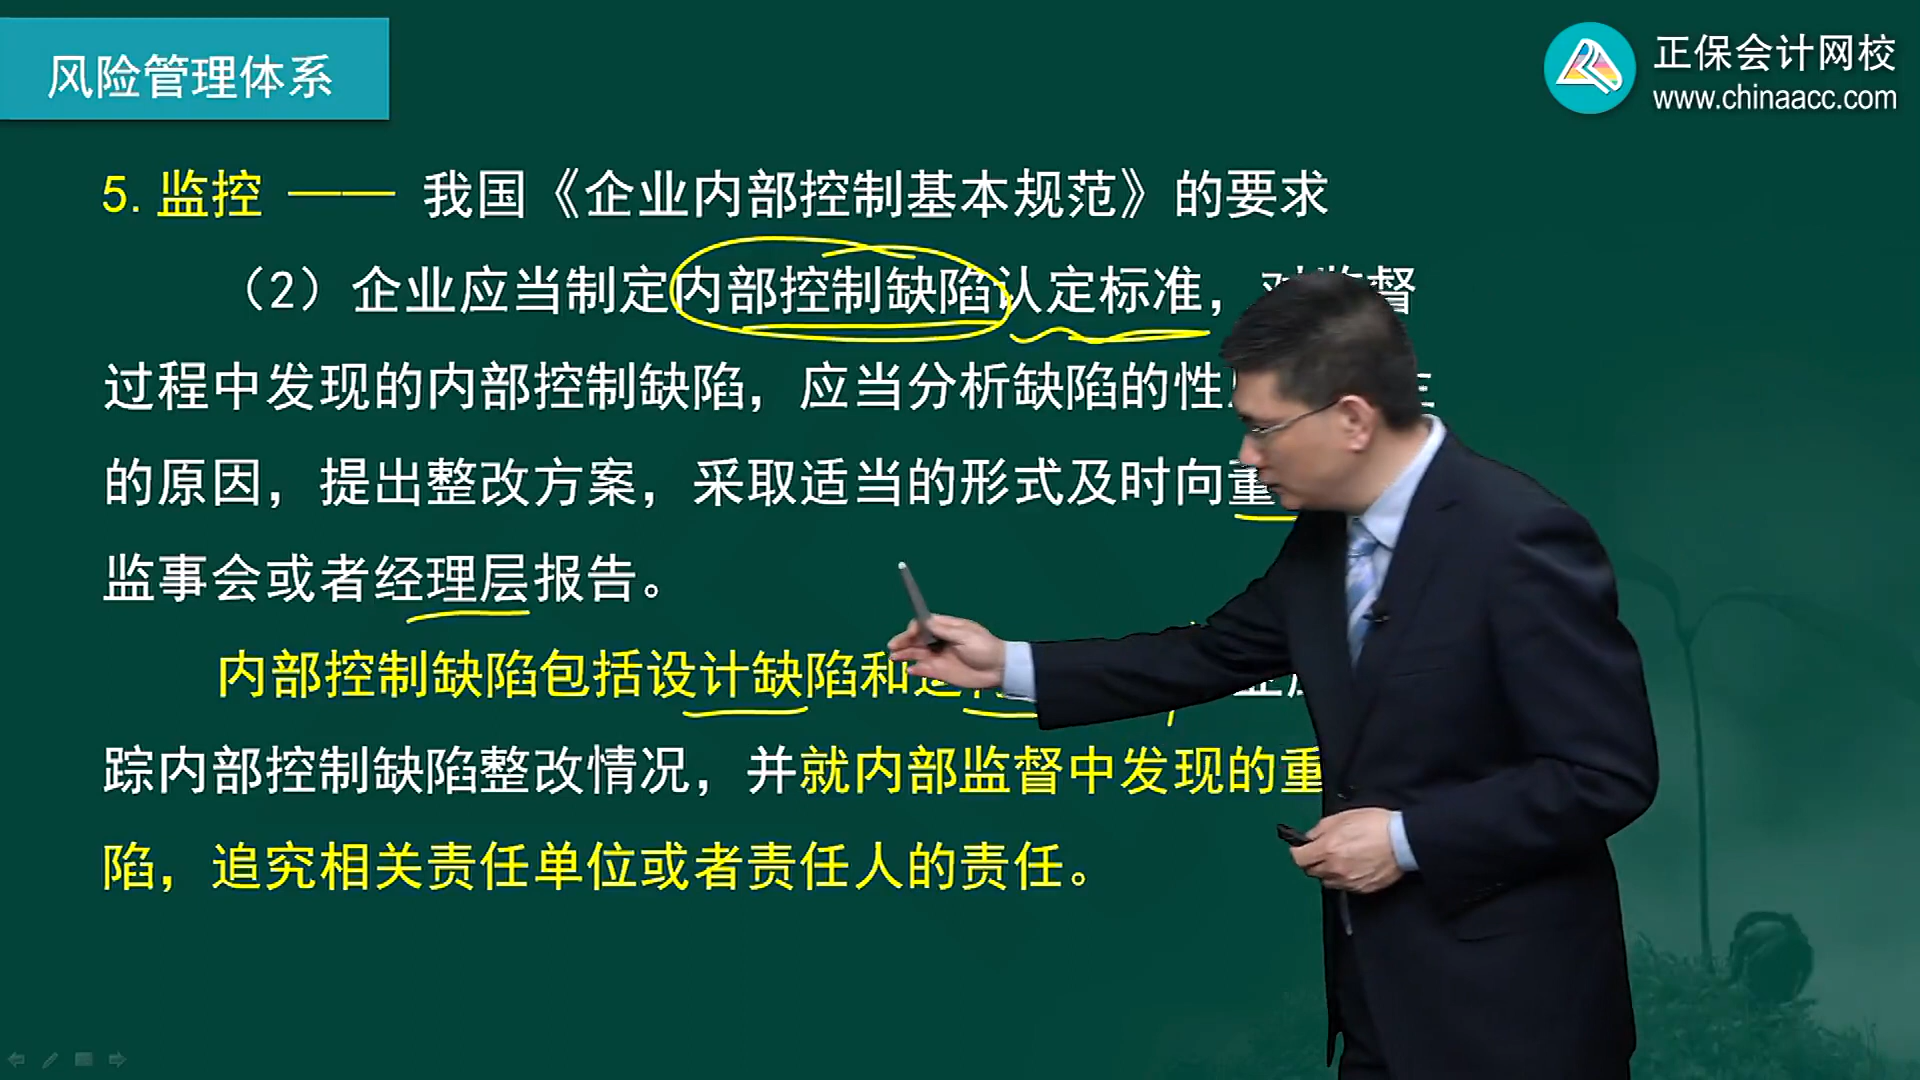 风险管理体系
正保会计网校
www.chinaacc.com
5. 监控 —— 我国《企业内部控制基本规范》的要求
（2）企业应当制定内部控制缺陷认定标准，对监督
过程中发现的内部控制缺陷，应当分析缺陷的性
的原因，提出整改方案，采取适当的形式及时向重
监事会或者经理层报告。
内部控制缺陷包括设计缺陷和运
踪内部控制缺陷整改情况，并就内部监督中发现的重
陷，追究相关责任单位或者责任人的责任。